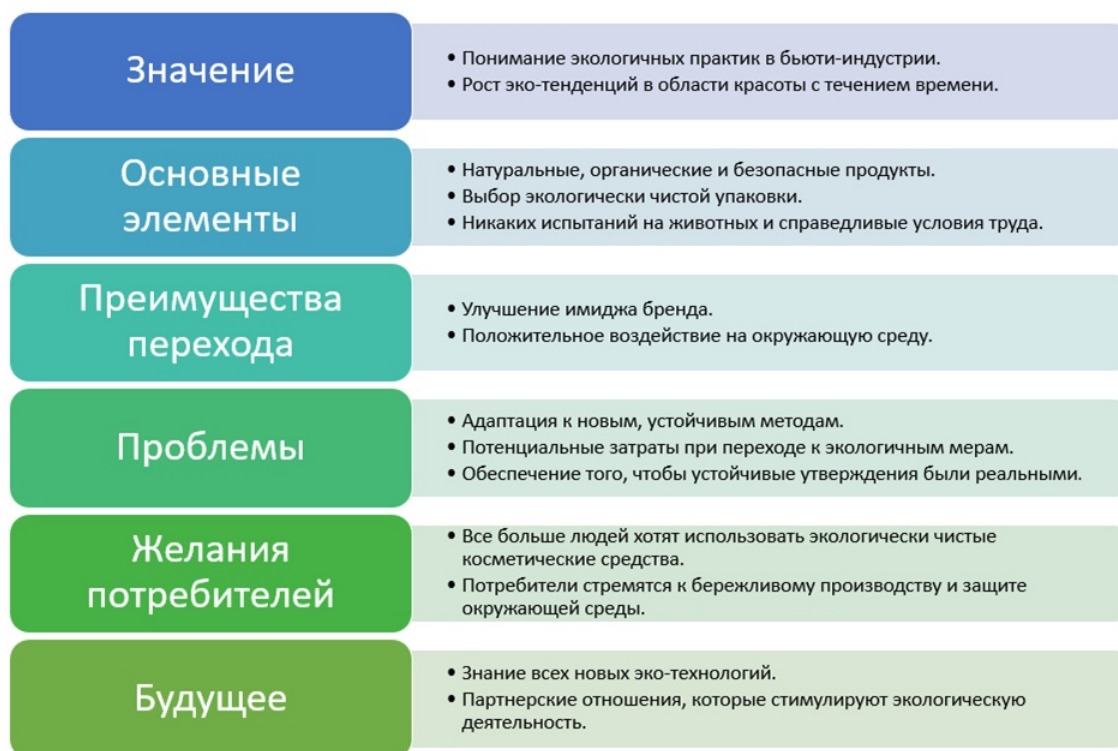 Значение
• Понимание экологичных практик в бьюти-индустрии.
• Рост эко-тенденций в области красоты с течением времени.
Основные
элементы
• Натуральные, органические и безопасные продукты.
• Выбор экологически чистой упаковки.
• Никаких испытаний на животных и справедливые условия труда.
Преимущества
перехода
• Улучшение имиджа бренда.
• Положительное воздействие на окружающую среду.
Проблемы
• Адаптация к новым, устойчивым методам.
• Потенциальные затраты при переходе к экологичным мерам.
• Обеспечение того, чтобы устойчивые утверждения были реальными.
Желания
потребителей
• Все больше людей хотят использовать экологически чистые
косметические средства.
• Потребители стремятся к бережливому производству и защите
окружающей среды.
Будущее
• Знание всех новых эко-технологий.
• Партнерские отношения, которые стимулируют экологическую
деятельность.